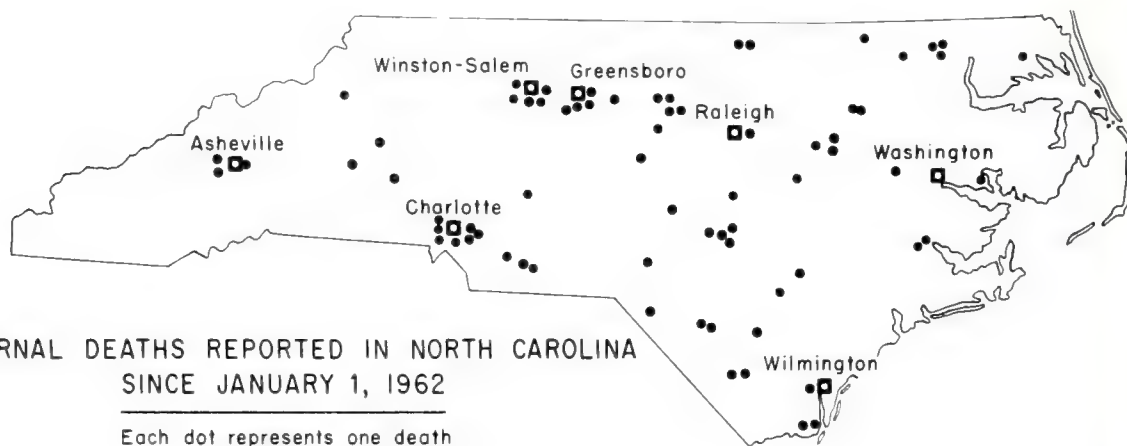 Winston-Salem
Greensboro
Raleigh
Asheville
Washington
Charlotte
RNAL DEATHS REPORTED IN NORTH CAROLINA
SINCE JANUARY 1, 1962
Wilmington
Each dot represents one death